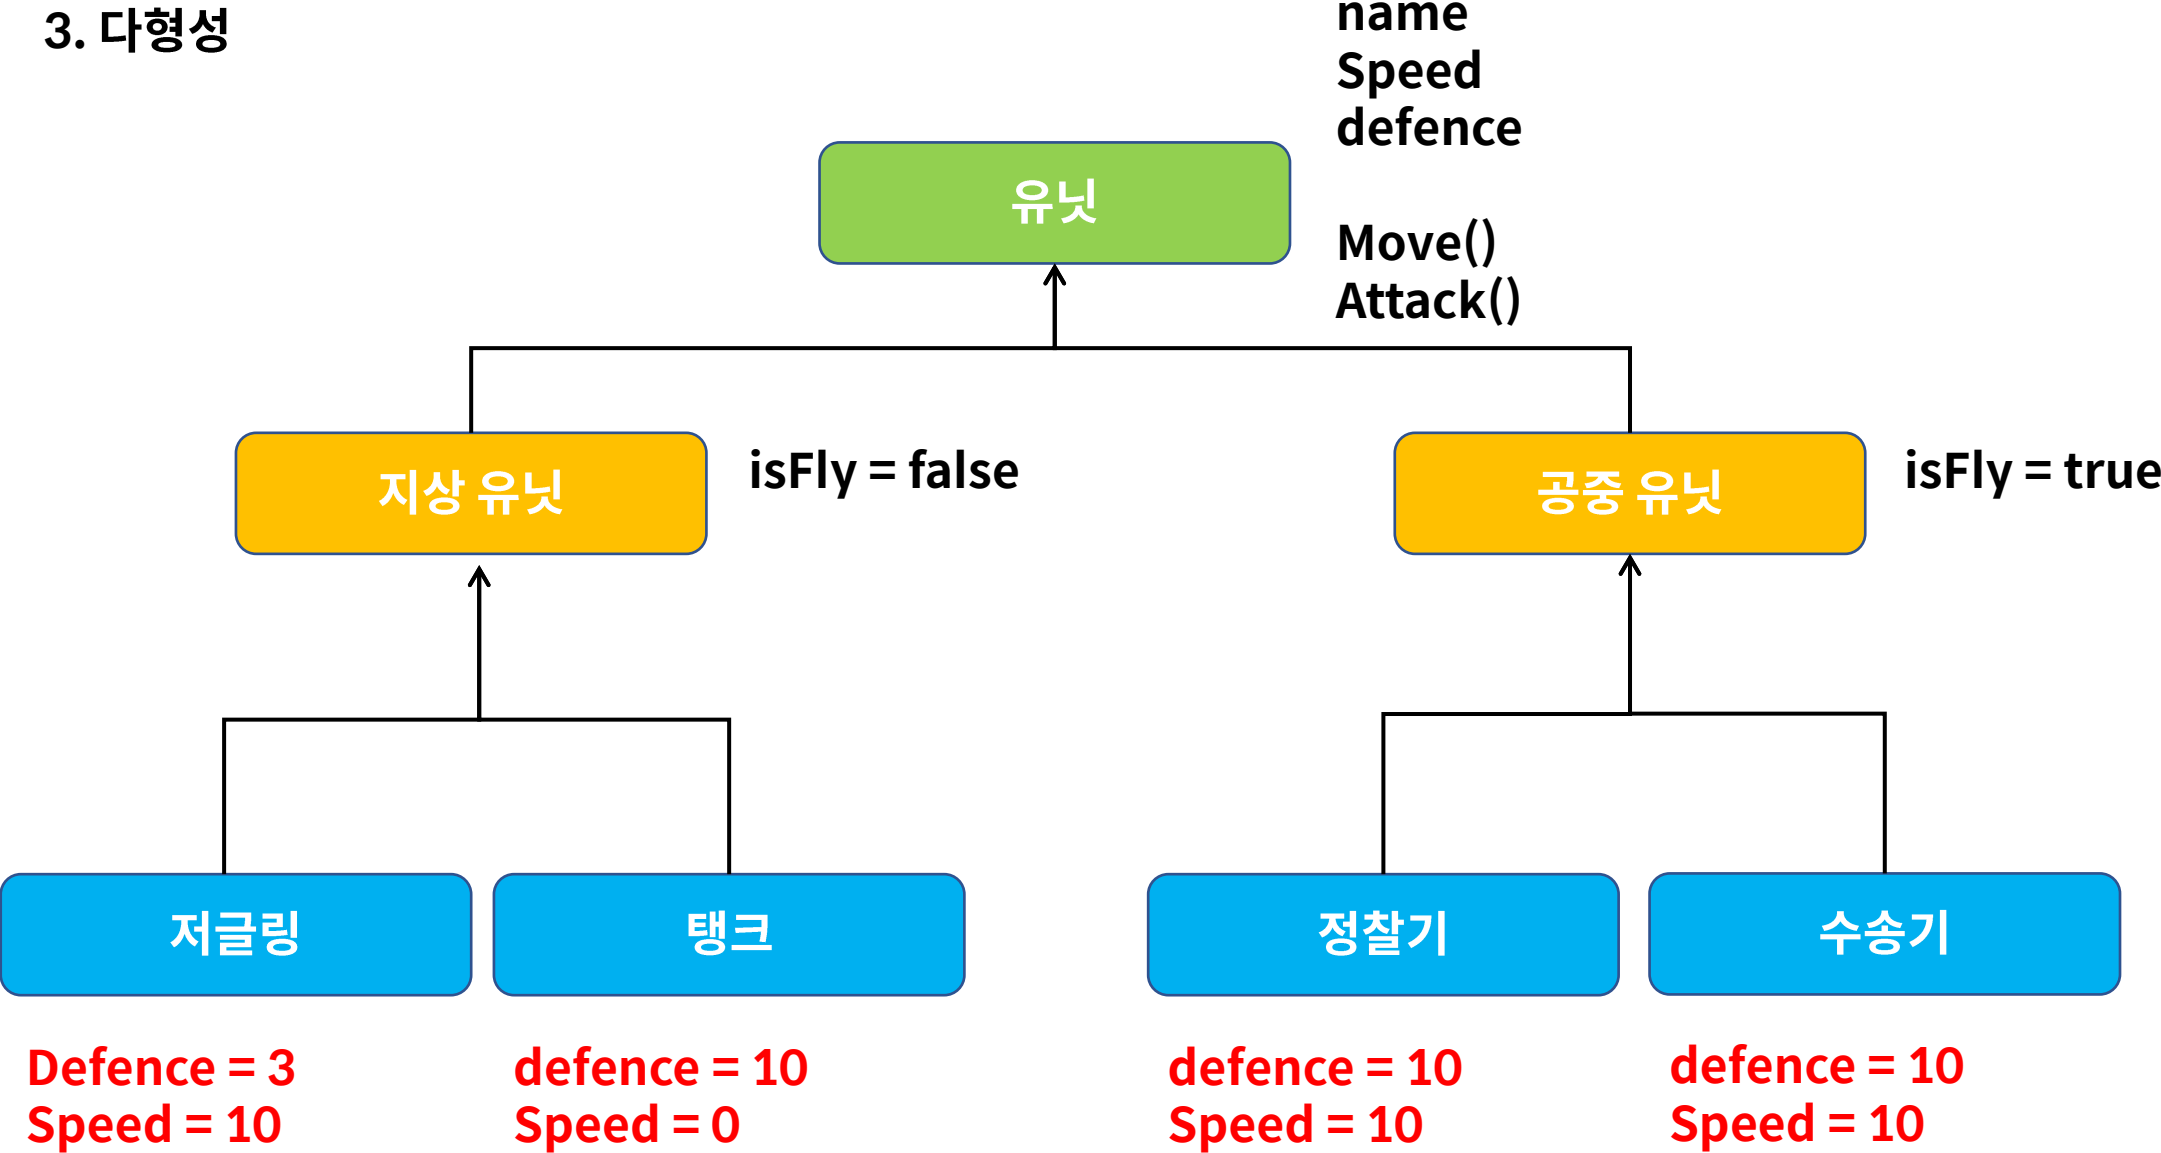 3. 다형성
name
Speed
defence
Move()
Attack()
유닛
지상 유닛
isFly = false
공중 유닛
isFly = true
저글링
탱크
정찰기
수송기
Defence = 3
Speed = 10
defence = 10
Speed = 0
defence = 10
Speed = 10
defence = 10
Speed = 10